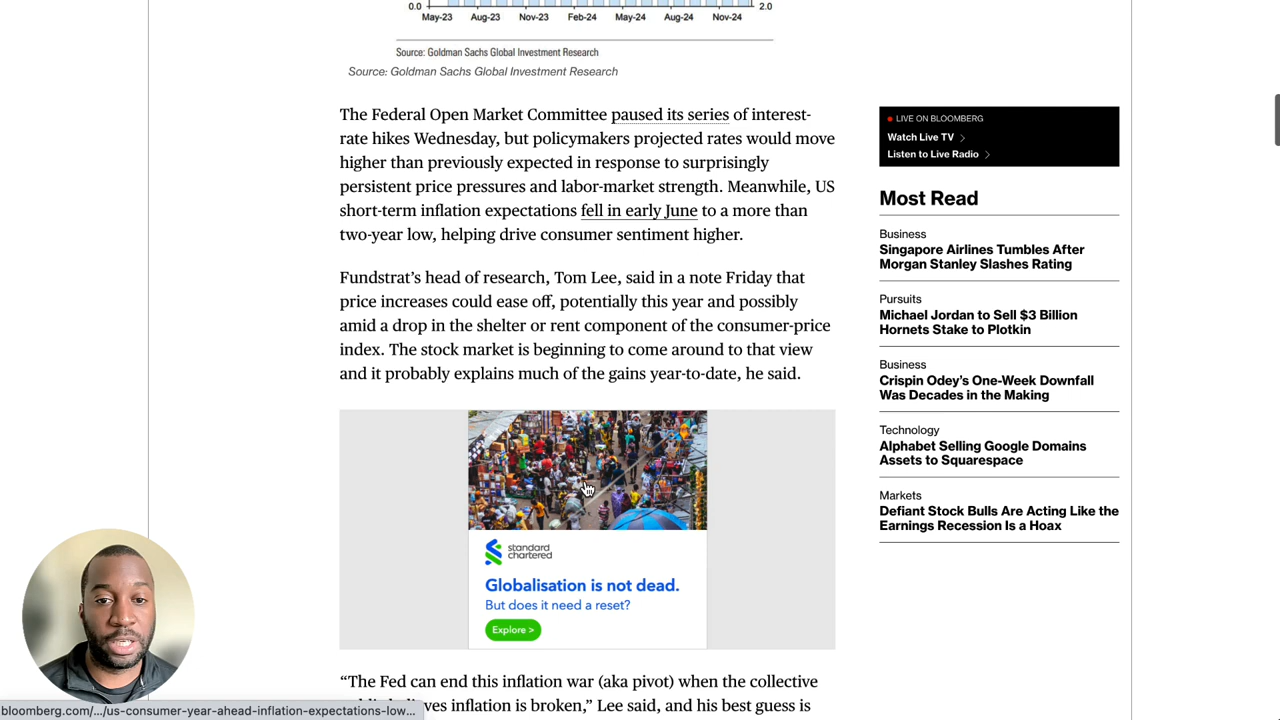 0.0
2.0
May-23 Aug-23 Nov-23 Feb-24 May-24 Aug-24 Nov-24
Source: Goldman Sachs Global Investment Research
Source: Goldman Sachs Global Investment Research
The Federal Open Market Committee paused its series of interest-
rate hikes Wednesday, but policymakers projected rates would move
higher than previously expected in response to surprisingly
persistent price pressures and labor-market strength. Meanwhile, US
short-term inflation expectations fell in early June to a more than
two-year low, helping drive consumer sentiment higher.
Fundstrat’s head of research, Tom Lee, said in a note Friday that
price increases could ease off, potentially this year and possibly
amid a drop in the shelter or rent component of the consumer-price
index. The stock market is beginning to come around to that view
and it probably explains much of the gains year-to-date, he said.
standard
chartered
Globalisation is not dead.
But does it need a reset?
Explore >
“The Fed can end this inflation war (aka pivot) when the collective
ves inflation is broken,” Lee said, and his best guess is
LIVE ON BLOOMBERG
Watch Live TV >
Listen to Live Radio >
Most Read
Business
Singapore Airlines Tumbles After
Morgan Stanley Slashes Rating
Pursuits
Michael Jordan to Sell $3 Billion
Hornets Stake to Plotkin
Business
Crispin Odey's One-Week Downfall
Was Decades in the Making
Technology
Alphabet Selling Google Domains
Assets to Squarespace
Markets
Defiant Stock Bulls Are Acting Like the
Earnings Recession Is a Hoax
bloomberg.com/.../us-consumer-year-ahead-inflation-expectations-low...